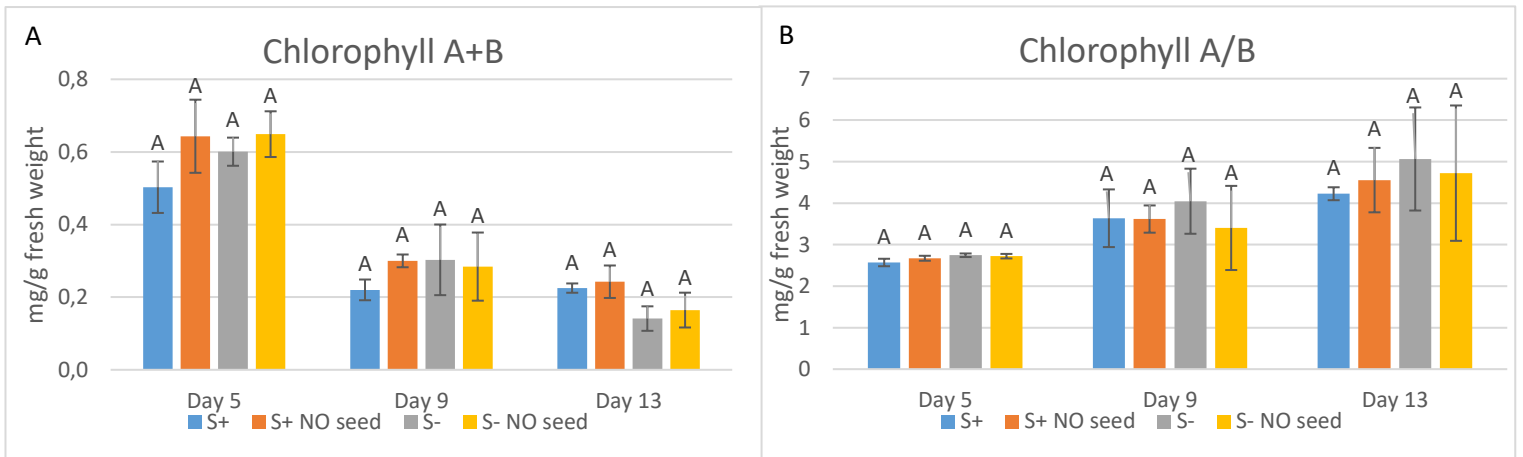 A
Chlorophyll A+B
mg/g fresh weight
0,8
0,6
0,4
0,2
0,0
A A A A
A A A A
A A A A
Day 5 Day 9 Day 13
S+ S+ NO seed S- S- NO seed
B
Chlorophyll A/B
mg/g fresh weight
7
6
5
4
3
2
1
0
A A A A
A A A A
A A A A
Day 5 Day 9 Day 13
S+ S+ NO seed S- S- NO seed